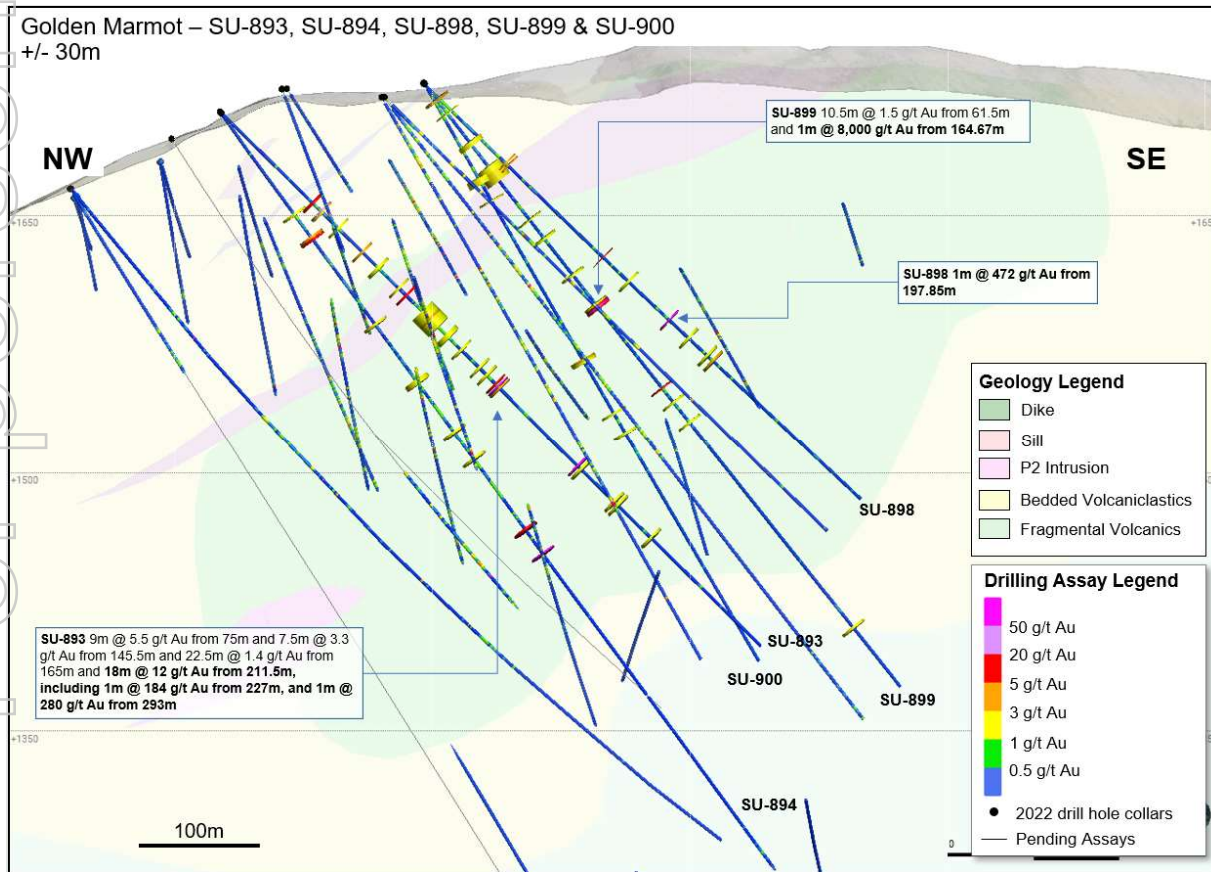 Golden Marmot – SU-893, SU-894, SU-898, SU-899 & SU-900
+/- 30m
SU-899 10.5m @ 1.5 g/t Au from 61.5m
and 1m @ 8,000 g/t Au from 164.67m
NW
SE
+1650
SU-898 1m @ 472 g/t Au from
197.85m
Geology Legend
Dike
Sill
P2 Intrusion
Bedded Volcaniclastics
Fragmental Volcanics
+1500
SU-898
Drilling Assay Legend
50 g/t Au
20 g/t Au
5 g/t Au
3 g/t Au
1 g/t Au
0.5 g/t Au
2022 drill hole collars
Pending Assays
SU-893 9m @ 5.5 g/t Au from 75m and 7.5m @ 3.3
g/t Au from 145.5m and 22.5m @ 1.4 g/t Au from
165m and 18m @ 12 g/t Au from 211.5m,
including 1m @ 184 g/t Au from 227m, and 1m @
280 g/t Au from 293m
SU-893
SU-900
SU-899
+1350
SU-894
100m
0